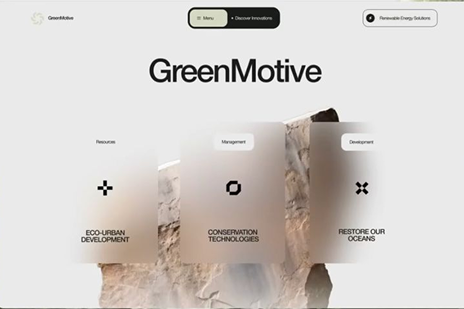 GreenMotive
Menu
Discover Innovations
Renewable Energy Solutions
GreenMotive
Resources
Management
Development
ECO-URBAN
DEVELOPMENT
CONSERVATION
TECHNOLOGIES
RESTORE OUR
OCEANS